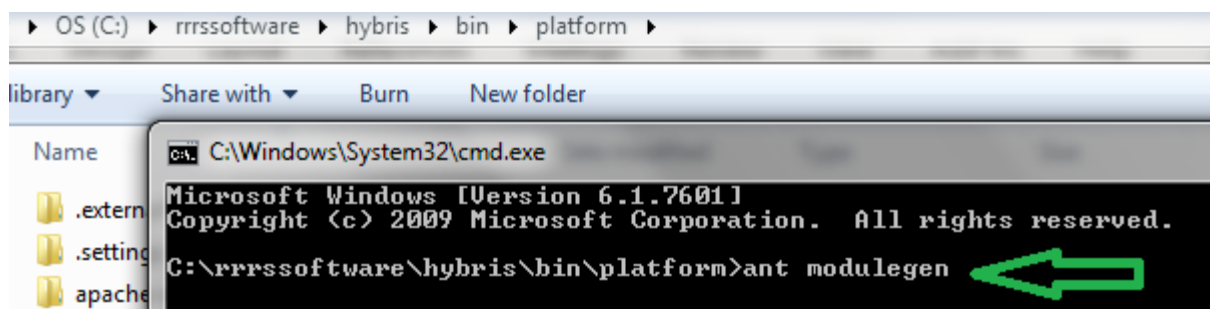 OS (C:) rrrssoftware hybris bin platform
library Share with Burn New folder
Name
C:\Windows\System32\cmd.exe
Microsoft Windows [Version 6.1.7601]
Copyright (c) 2009 Microsoft Corporation. All rights reserved.
.extern
.setting
C:\rrrssoftware\hybris\bin\platform>ant modulegen
apache